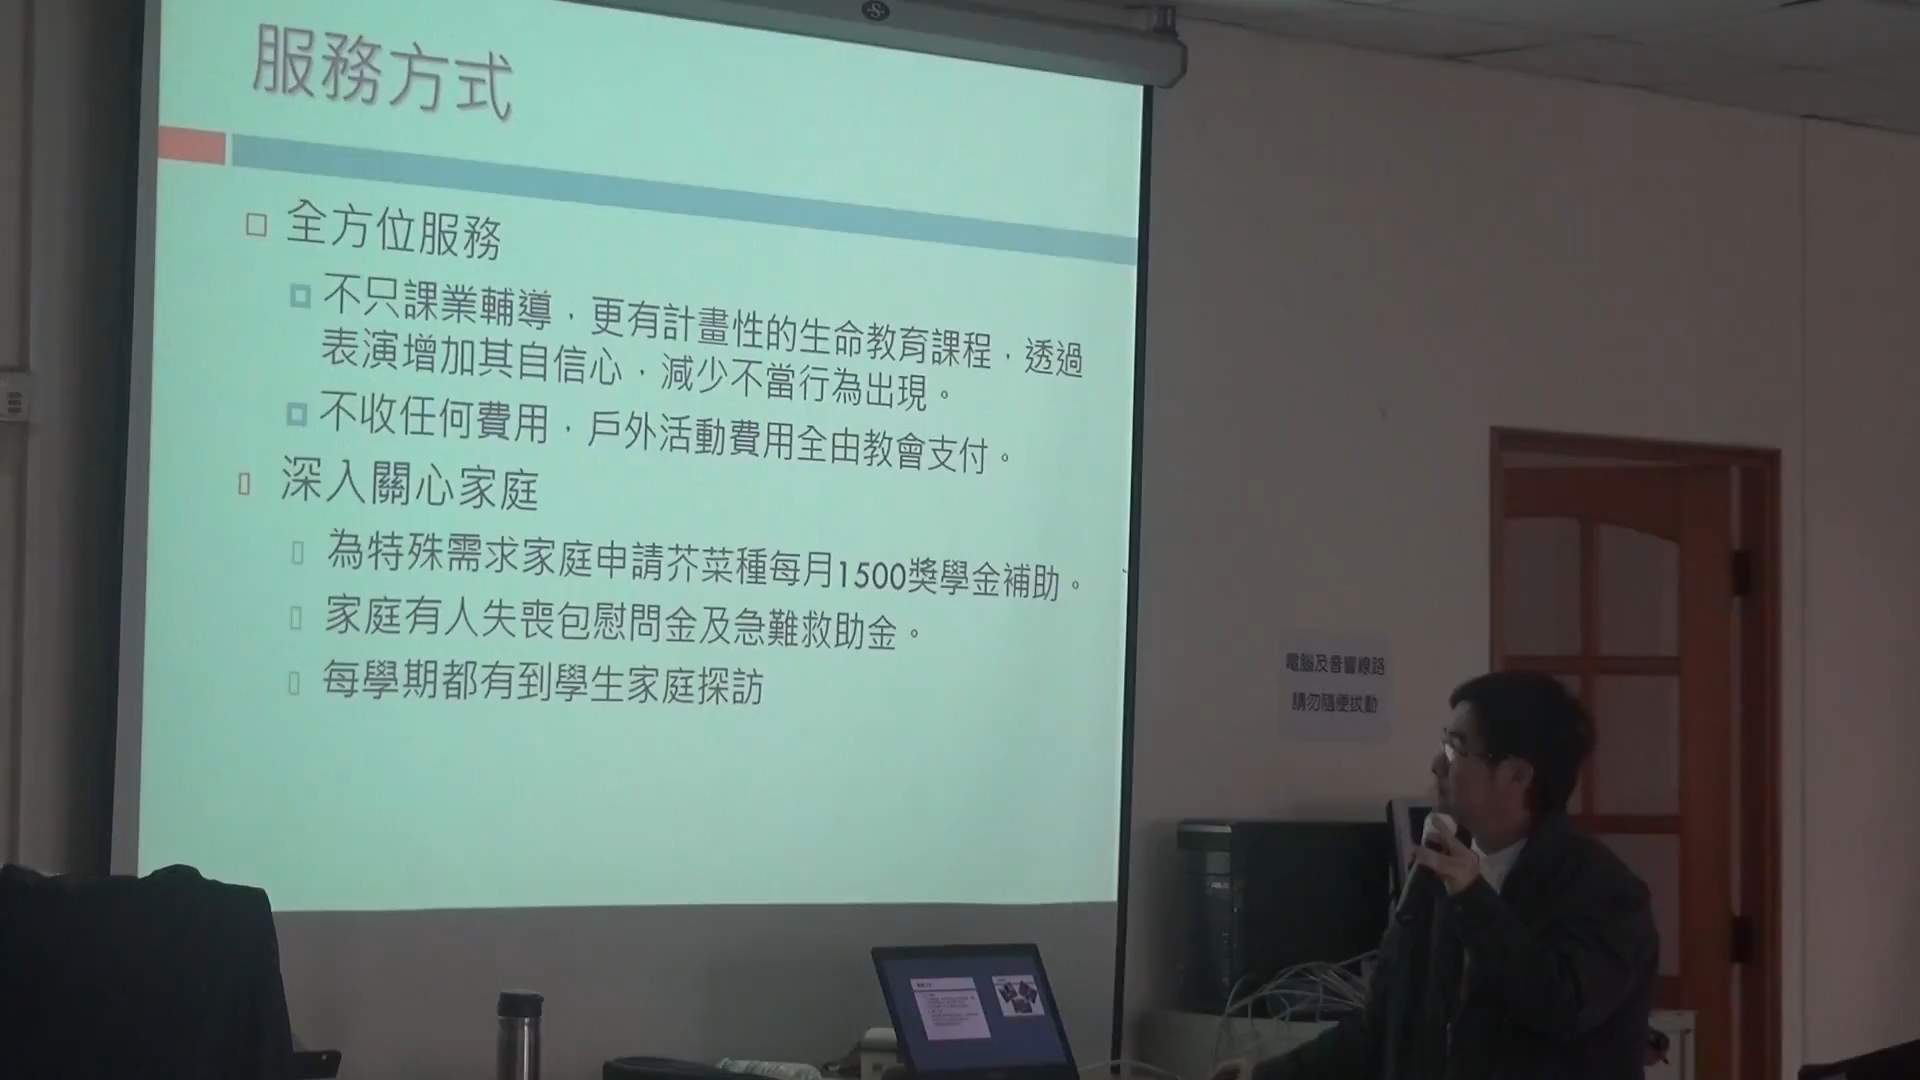 服務方式
全方位服務
不只課業輔導，更有計畫性的生命教育課程，透過
表演增加其自信心，減少不當行為出現。
不收任何費用，戶外活動費用全由教會支付。
深入關心家庭
為特殊需求家庭申請芥菜種每月1500獎學金補助。
家庭有人失喪包慰問金及急難救助金。
每學期都有到學生家庭探訪
電腦及音響線路
請勿隨便拔動